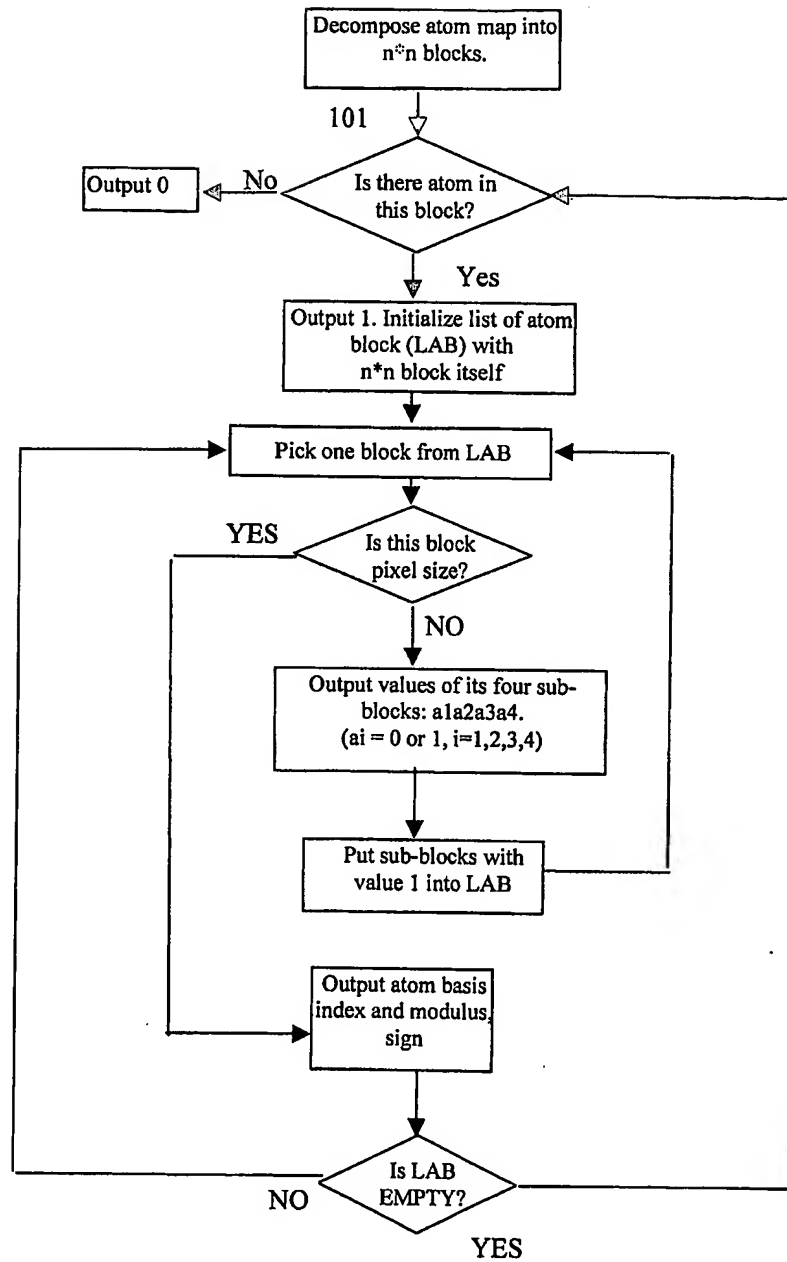 Decompose atom map into
n*n blocks.
101
Output 0
No
Is there atom in
this block?
Yes
Output 1. Initialize list of atom
block (LAB) with
n*n block itself
Pick one block from LAB
YES
Is this block
pixel size?
NO
Output values of its four sub-
blocks: a1a2a3a4.
(ai = 0 or 1, i=1,2,3,4)
Put sub-blocks with
value 1 into LAB
Output atom basis
index and modulus,
sign
Is LAB
EMPTY?
NO
YES